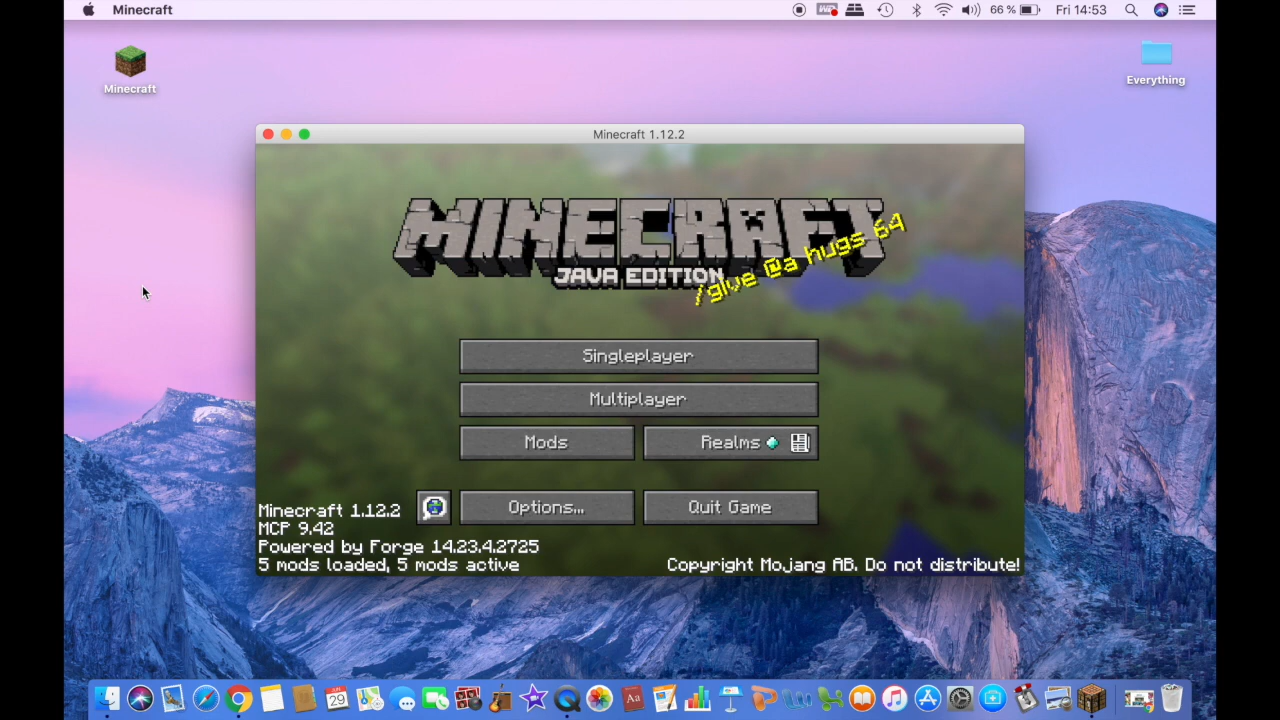 Minecraft
66 %
Fri 14:53
Minecraft
Everything
Minecraft 1.12.2
MINECRAFT
JAVA EDITION
/give @a hugs 64
Singleplayer
Multiplayer
Mods
Realms
Options...
Quit Game
Minecraft 1.12.2
MCP 9.42
Powered by Forge 14.23.4.2725
5 mods loaded, 5 mods active
Copyright Mojang AB. Do not distribute!
29
Aa